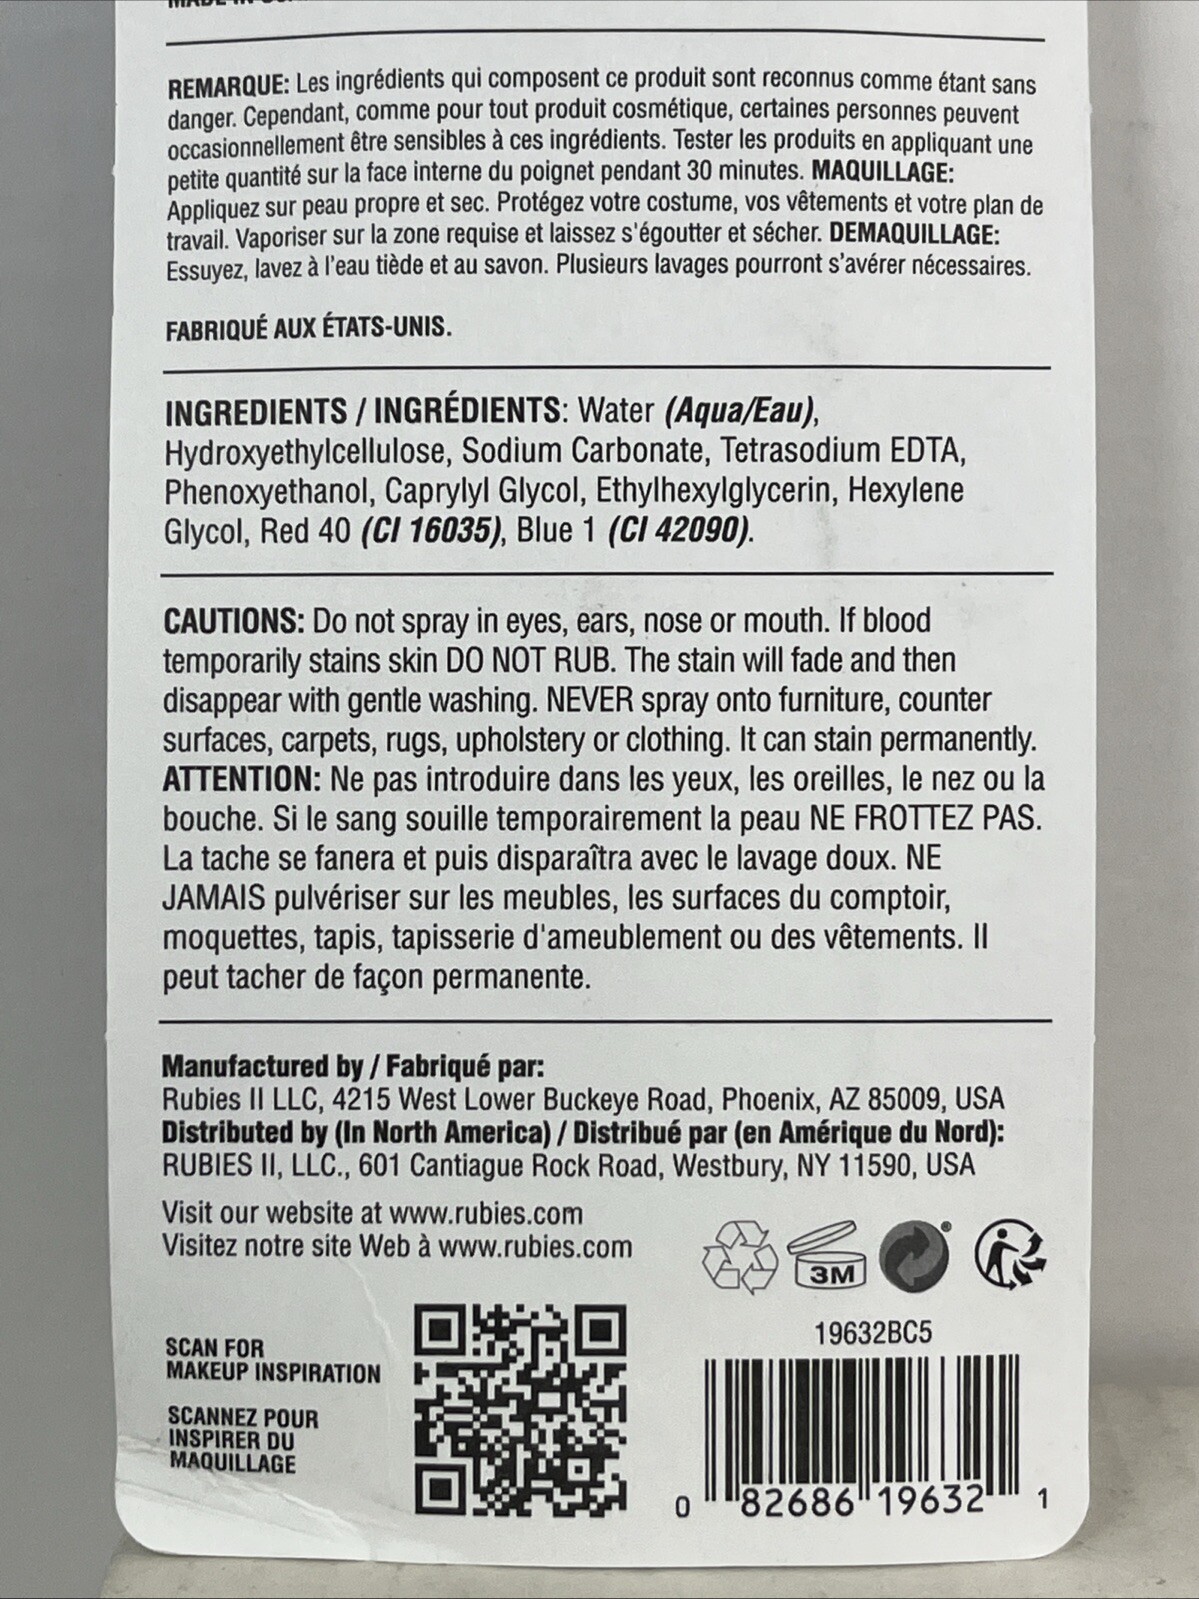 REMARQUE: Les ingrédients qui composent ce produit sont reconnus comme étant sans
danger. Cependant, comme pour tout produit cosmétique, certaines personnes peuvent
occasionnellement être sensibles à ces ingrédients. Tester les produits en appliquant une
petite quantité sur la face interne du poignet pendant 30 minutes. MAQUILLAGE:
Appliquez sur peau propre et sec. Protégez votre costume, vos vêtements et votre plan de
travail. Vaporiser sur la zone requise et laissez s'égoutter et sécher. DEMAQUILLAGE:
Essuyez, lavez à l'eau tiède et au savon. Plusieurs lavages pourront s'avérer nécessaires.
FABRIQUÉ AUX ÉTATS-UNIS.
INGREDIENTS / INGRÉDIENTS: Water (Aqua/Eau),
Hydroxyethylcellulose, Sodium Carbonate, Tetrasodium EDTA,
Phenoxyethanol, Caprylyl Glycol, Ethylhexylglycerin, Hexylene
Glycol, Red 40 (CI 16035), Blue 1 (CI 42090).
CAUTIONS: Do not spray in eyes, ears, nose or mouth. If blood
temporarily stains skin DO NOT RUB. The stain will fade and then
disappear with gentle washing. NEVER spray onto furniture, counter
surfaces, carpets, rugs, upholstery or clothing. It can stain permanently.
ATTENTION: Ne pas introduire dans les yeux, les oreilles, le nez ou la
bouche. Si le sang souille temporairement la peau NE FROTTEZ PAS.
La tache se fanera et puis disparaîtra avec le lavage doux. NE
JAMAIS pulvériser sur les meubles, les surfaces du comptoir,
moquettes, tapis, tapisserie d'ameublement ou des vêtements. Il
peut tacher de façon permanente.
Manufactured by / Fabriqué par:
Rubies II LLC, 4215 West Lower Buckeye Road, Phoenix, AZ 85009, USA
Distributed by (In North America) / Distribué par (en Amérique du Nord):
RUBIES II, LLC., 601 Cantiague Rock Road, Westbury, NY 11590, USA
Visit our website at www.rubies.com
Visitez notre site Web à www.rubies.com
3M
®
19632BC5
SCAN FOR
MAKEUP INSPIRATION
SCANNEZ POUR
INSPIRER DU
MAQUILLAGE
0 82686 19632 1